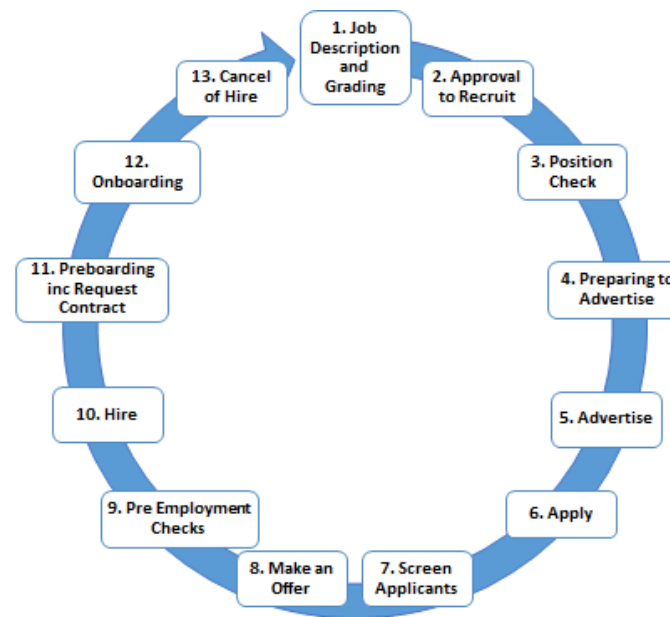 1. Job
Description
and
Grading
2. Approval
to Recruit
3. Position
Check
4. Preparing to
Advertise
5. Advertise
6. Apply
7. Screen
Applicants
8. Make an
Offer
9. Pre Employment
Checks
10. Hire
11. Preboarding
inc Request
Contract
12.
Onboarding
13. Cancel
of Hire